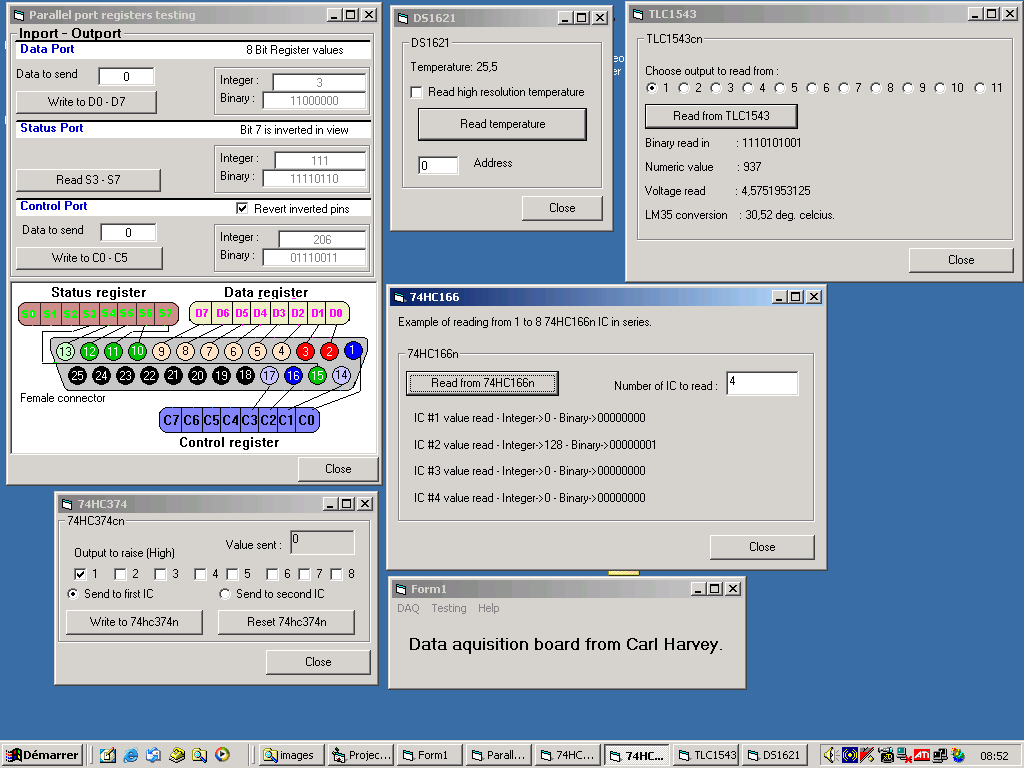 Parallel port registers testing
Inport - Outport
Data Port
8 Bit Register values
Data to send
0
Write to D0 - D7
Integer :
3
Binary :
11000000
Status Port
Bit 7 is inverted in view
Read S3 - S7
Integer :
111
Binary :
11110110
Control Port
Revert inverted pins
Data to send
0
Write to C0 - C5
Integer :
206
Binary :
01110011
Status register
Data register
S0 S1 S2 S3 S4 S5 S6 S7
D7 D6 D5 D4 D3 D2 D1 D0
13 12 11 10 9 8 7 6 5 4 3 2 1
25 24 23 22 21 20 19 18 17 16 15 14
Female connector
C7 C6 C5 C4 C3 C2 C1 C0
Control register
Close
DS1621
DS1621
Temperature: 25,5
Read high resolution temperature
Read temperature
0
Address
Close
TLC1543
TLC1543cn
Choose output to read from :
1 2 3 4 5 6 7 8 9 10 11
Read from TLC1543
Binary read in : 1110101001
Numeric value : 937
Voltage read : 4,5751953125
LM35 conversion : 30,52 deg. celcius.
Close
74HC166
Example of reading from 1 to 8 74HC166n IC in series.
74HC166n
Read from 74HC166n
Number of IC to read :
4
IC #1 value read - Integer->0 - Binary->00000000
IC #2 value read - Integer->128 - Binary->00000001
IC #3 value read - Integer->0 - Binary->00000000
IC #4 value read - Integer->0 - Binary->00000000
Close
74HC374
74HC374cn
Output to raise (High)
Value sent :
0
1 2 3 4 5 6 7 8
Send to first IC
Send to second IC
Write to 74hc374n
Reset 74hc374n
Close
Form1
DAQ Testing Help
Data aquisition board from Carl Harvey.
Démarrer
images
Projec...
Form1
Parall...
74HC...
74HC...
TLC1543
DS1621
08:52